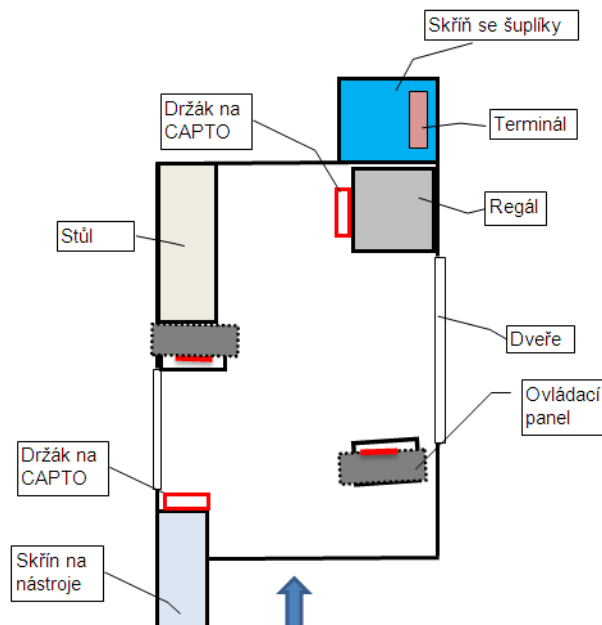 Skříň se šuplíky
Držák na
CAPTO
Terminál
Regál
Stůl
Dveře
Ovládací
panel
Držák na
CAPTO
Skřín na
nástroje